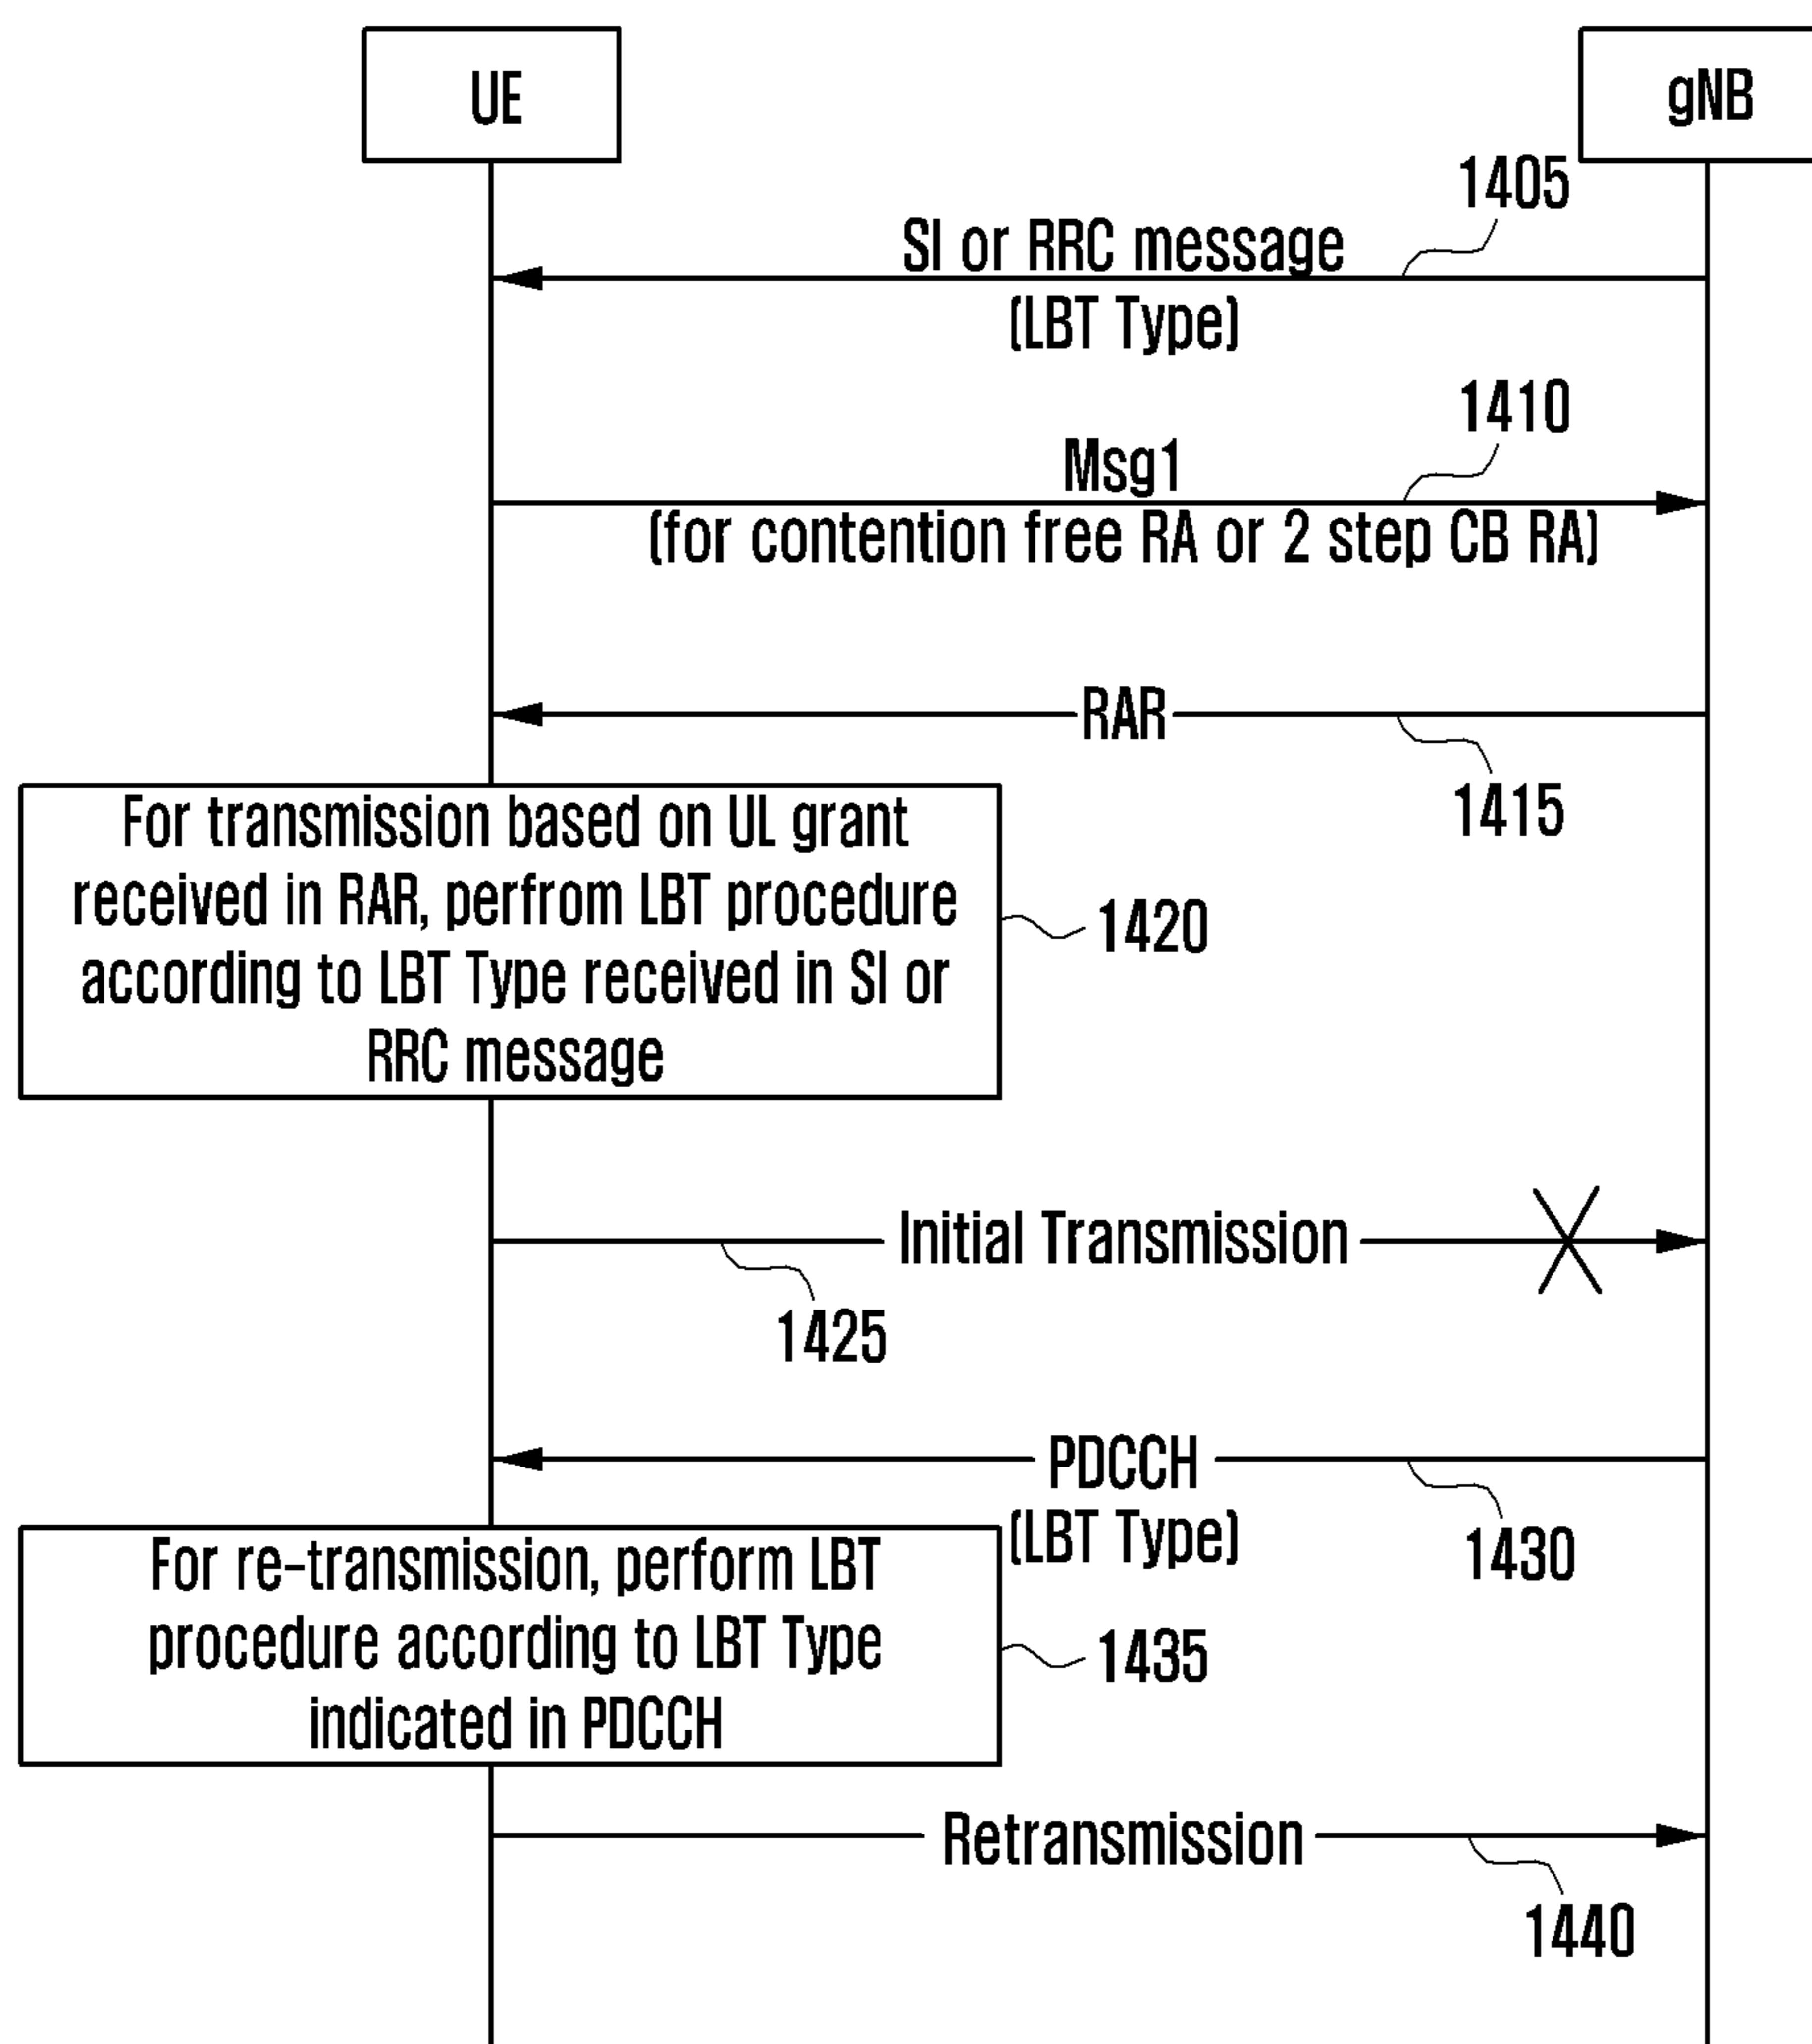 UE
gNB
1405
SI or RRC message
(LBT Type)
1410
Msg1
(for contention free RA or 2 step CB RA)
RAR
1415
For transmission based on UL grant
received in RAR, perfrom LBT procedure
according to LBT Type received in SI or
RRC message
1420
Initial Transmission
1425
PDCCH
(LBT Type)
1430
For re-transmission, perform LBT
procedure according to LBT Type
indicated in PDCCH
1435
Retransmission
1440